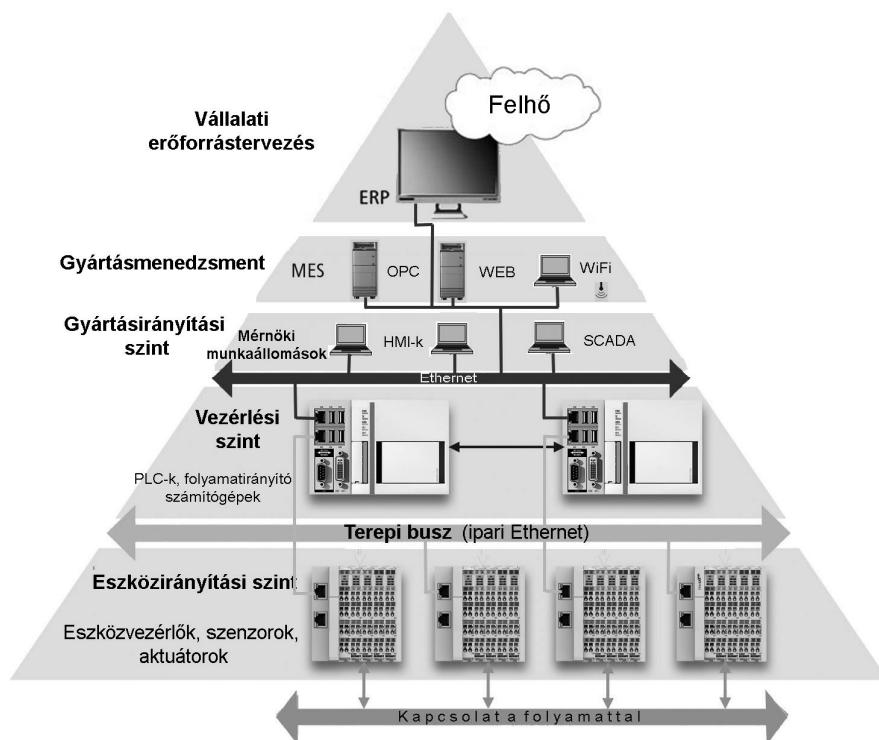 Felhő
Vállalati
erőforrástervezés
ERP
Gyártásmenedzsment
MES
OPC
WEB
WiFi
Gyártásirányítási
szint
Mérnöki
munkaállomások
HMI-k
SCADA
Ethernet
Vezérlési
szint
PLC-k, folyamatirányító
számítógépek
Terepi busz (ipari Ethernet)
Eszközirányítási szint
Eszközvezérlők, szenzorok,
aktuátorok
Kapcsolat a folyamattal